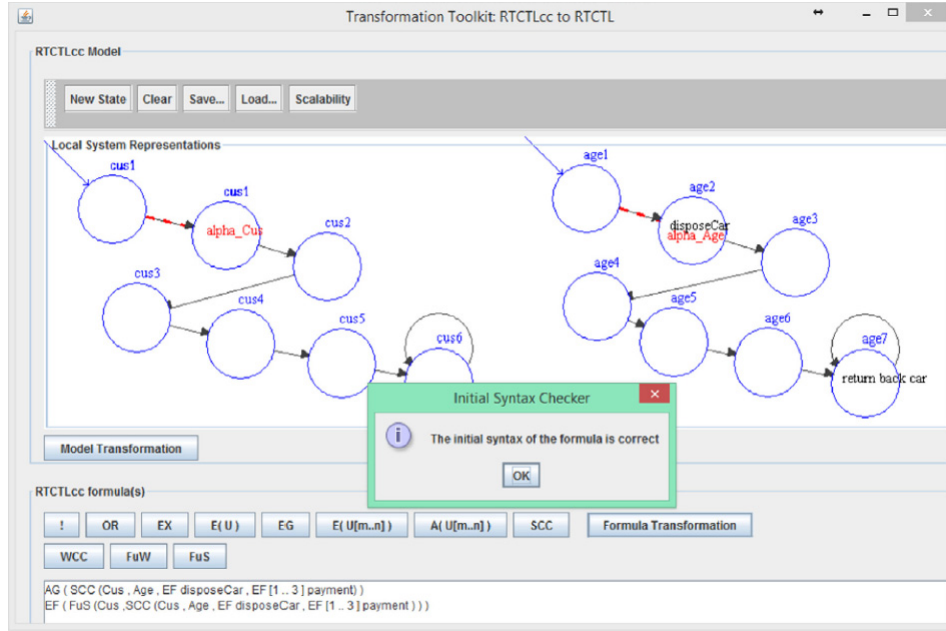 Transformation Toolkit: RTCTLcc to RTCTL
RTCTLcc Model
New State Clear Save... Load... Scalability
Local System Representations
cus1
cus1
alpha_Cus
cus2
cus3
cus4
cus5
cus6
age1
age2
disposeCar
alpha_Age
age3
age4
age5
age6
age7
return back car
Initial Syntax Checker
The initial syntax of the formula is correct
OK
Model Transformation
RTCTLcc formula(s)
! OR EX E( U ) EG E( U[m..n] ) A( U[m..n] ) SCC Formula Transformation
WCC FuW FuS
AG ( SCC (Cus , Age , EF disposeCar , EF [1 .. 3 ] payment) )
EF ( FuS (Cus ,SCC (Cus , Age , EF disposeCar , EF [1 .. 3 ] payment ) ) )